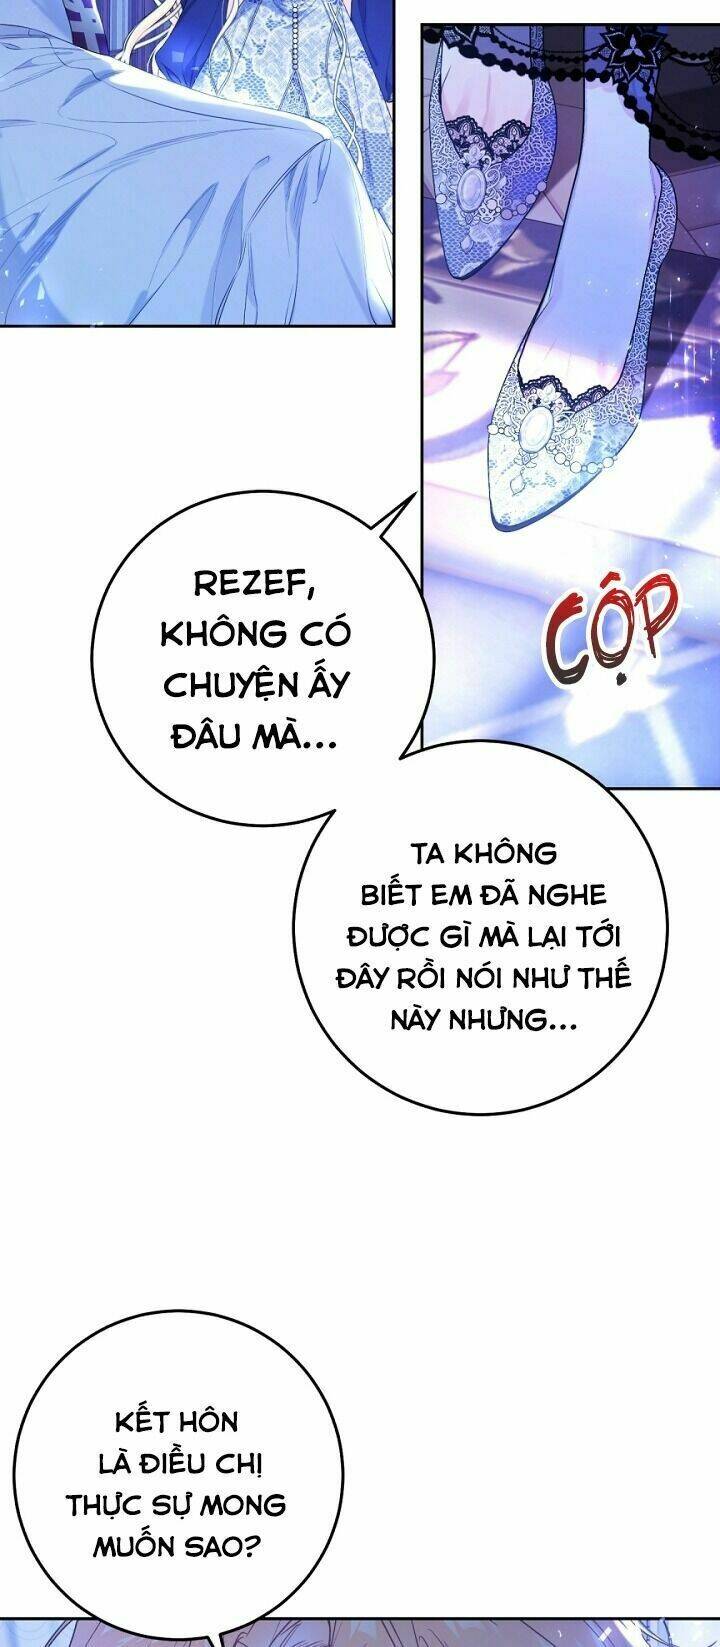 REZEF,
KHÔNG CÓ
CHUYỆN ẤY
ĐÂU MÀ...
CỘP
TA KHÔNG
BIẾT EM ĐÃ NGHE
ĐƯỢC GÌ MÀ LẠI TỚI
ĐÂY RỒI NÓI NHƯ THẾ
NÀY NHƯNG...
KẾT HÔN
LÀ ĐIỀU CHỊ
THỰC SỰ MONG
MUỐN SAO?